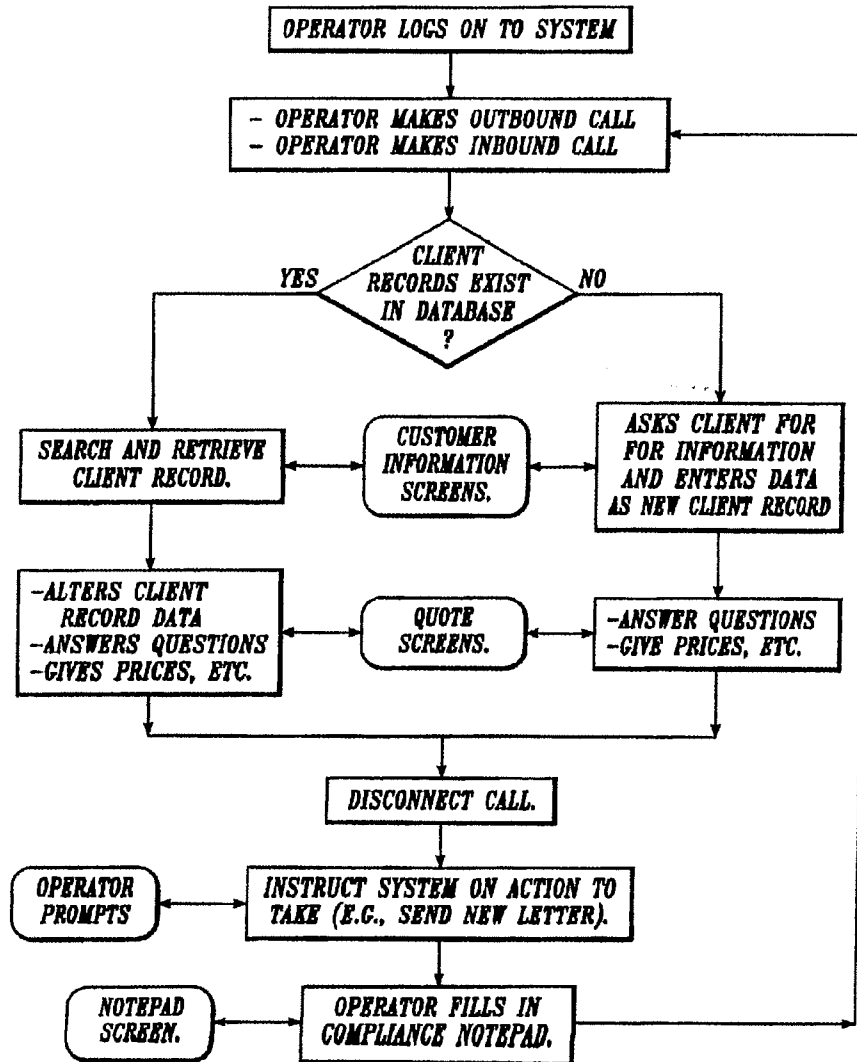 OPERATOR LOGS ON TO SYSTEM
- OPERATOR MAKES OUTBOUND CALL
- OPERATOR MAKES INBOUND CALL
CLIENT
RECORDS EXIST
IN DATABASE
?
YES
NO
SEARCH AND RETRIEVE
CLIENT RECORD.
CUSTOMER
INFORMATION
SCREENS.
ASKS CLIENT FOR
FOR INFORMATION
AND ENTERS DATA
AS NEW CLIENT RECORD
-ALTERS CLIENT
RECORD DATA
-ANSWERS QUESTIONS
-GIVES PRICES, ETC.
QUOTE
SCREENS.
-ANSWER QUESTIONS
-GIVE PRICES, ETC.
DISCONNECT CALL.
OPERATOR
PROMPTS
INSTRUCT SYSTEM ON ACTION TO
TAKE (E.G., SEND NEW LETTER).
NOTEPAD
SCREEN.
OPERATOR FILLS IN
COMPLIANCE NOTEPAD.